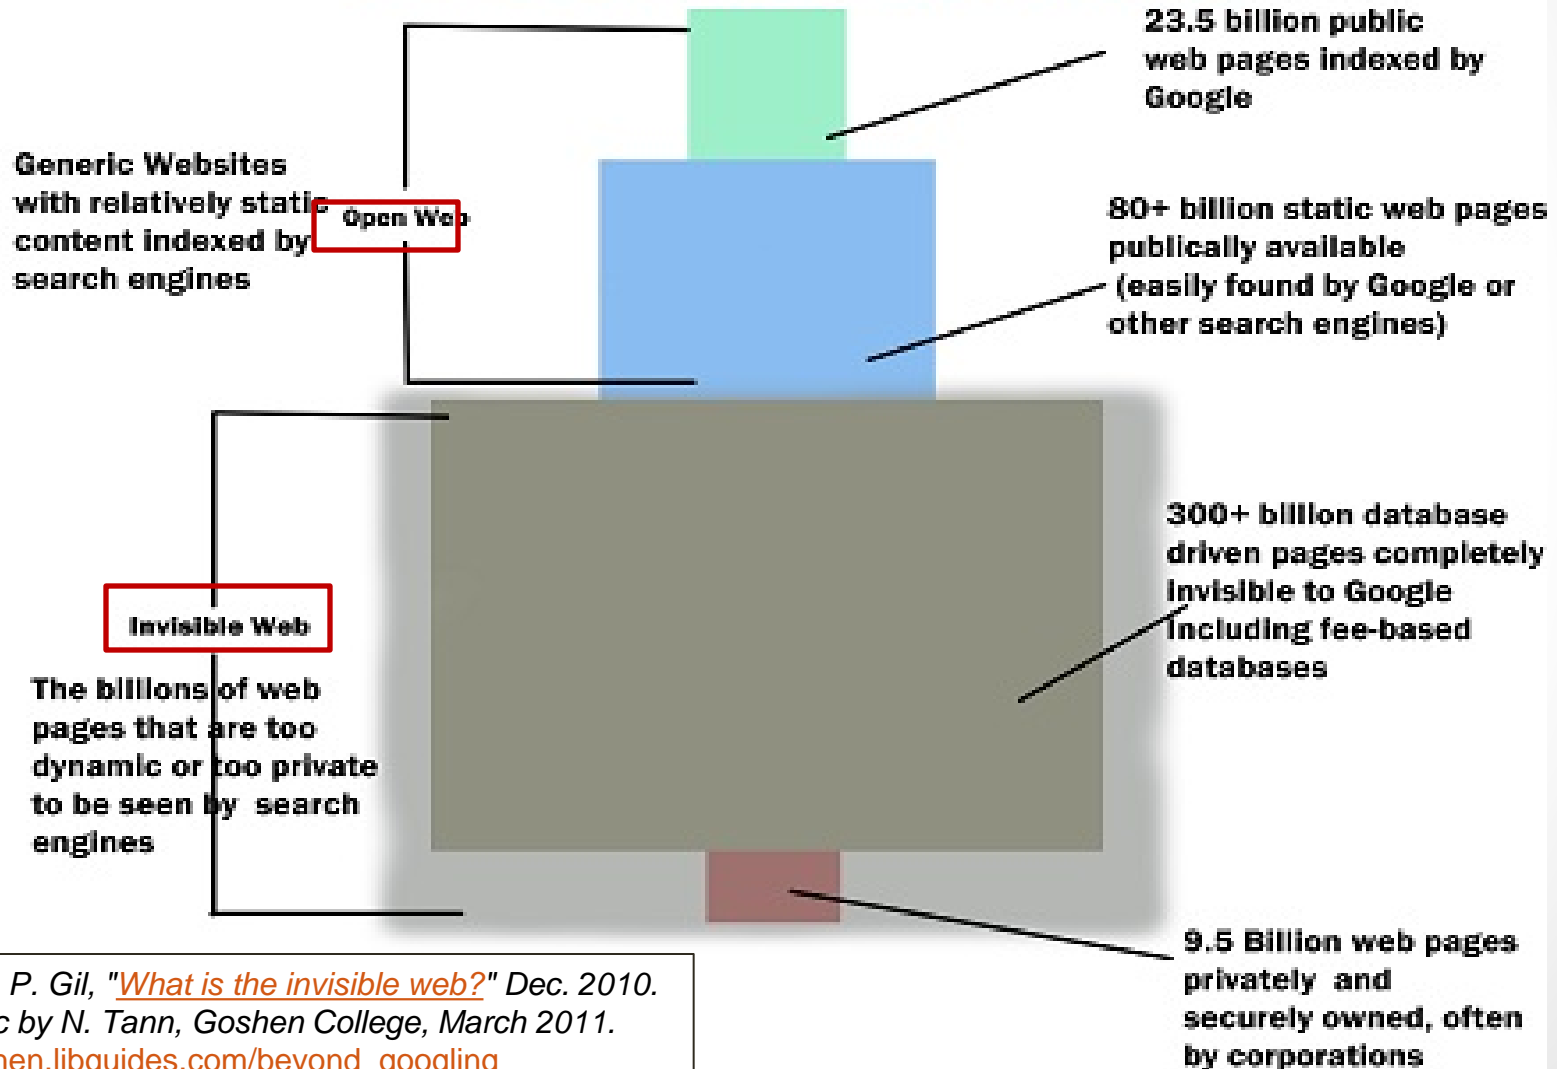 23.5 billion public
web pages indexed by
Google
Generic Websites
with relatively static
content indexed by
search engines
Open Web
80+ billion static web pages
publically available
(easily found by Google or
other search engines)
300+ billion database
driven pages completely
invisible to Google
including fee-based
databases
Invisible Web
The billions of web
pages that are too
dynamic or too private
to be seen by search
engines
9.5 Billion web pages
privately and
securely owned, often
by corporations
P. Gil, "What is the invisible web?" Dec. 2010.
by N. Tann, Goshen College, March 2011.
hen.libguides.com/beyond_googling